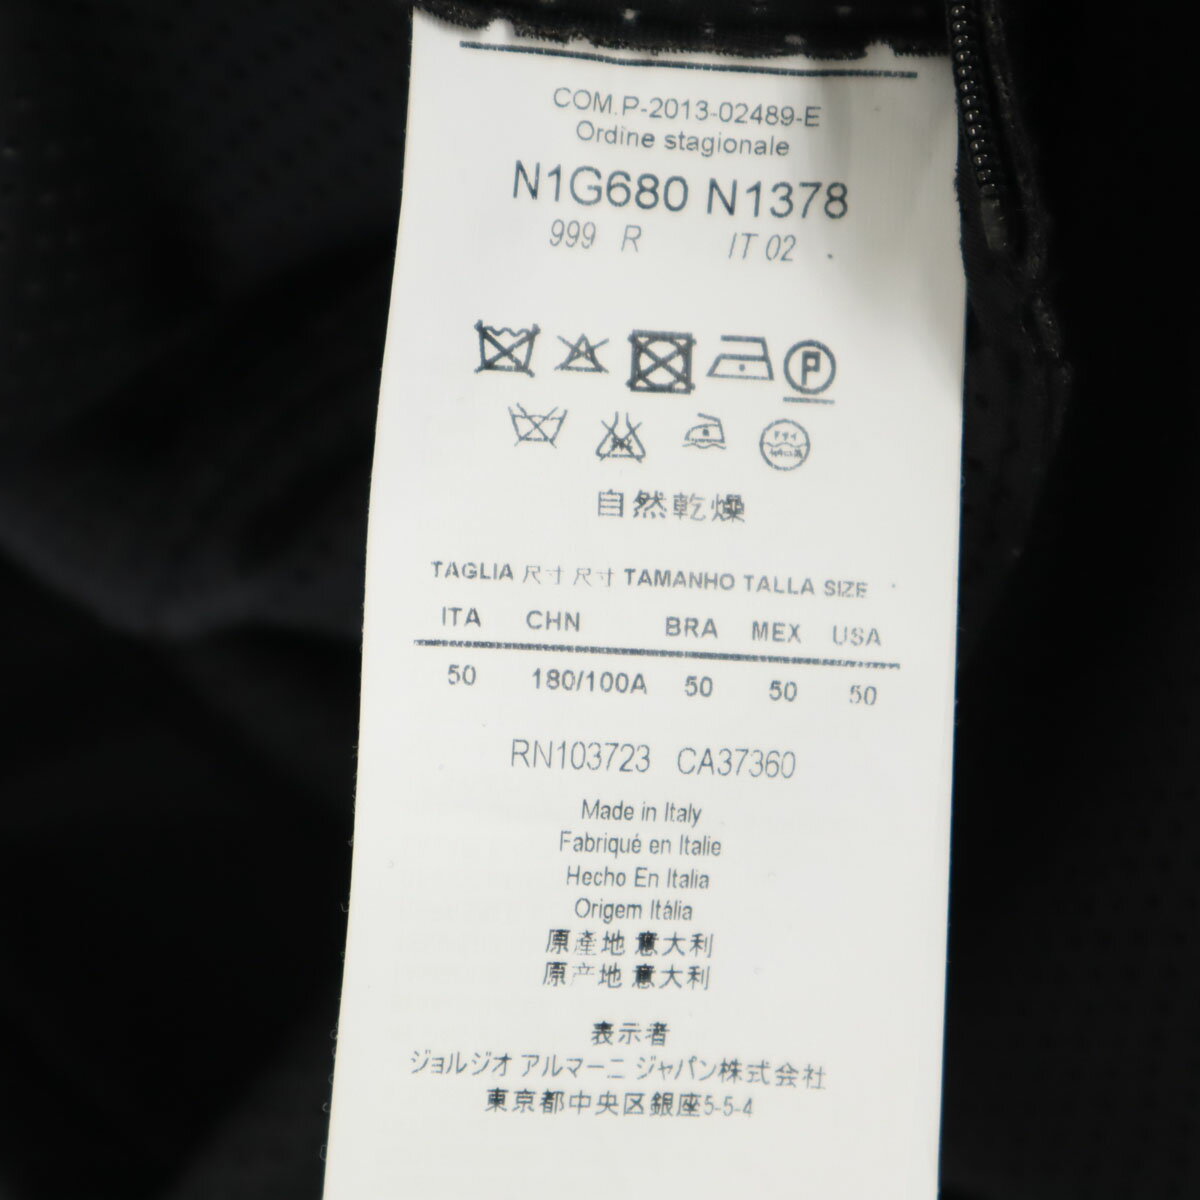 COM.P-2013-02489-E
Ordine stagionale
N1G680 N1378
999 R IT 02
P
自然乾燥
TAGLIA 尺寸 尺寸 TAMANHO TALLA SIZE
ITA CHN BRA MEX USA
50 180/100A 50 50 50
RN103723 CA37360
Made in Italy
Fabriqué en Italie
Hecho En Italia
Origem Itália
原產地 意大利
原产地 意大利
表示者
ジョルジオ アルマーニ ジャパン株式会社
東京都中央区銀座5-5-4